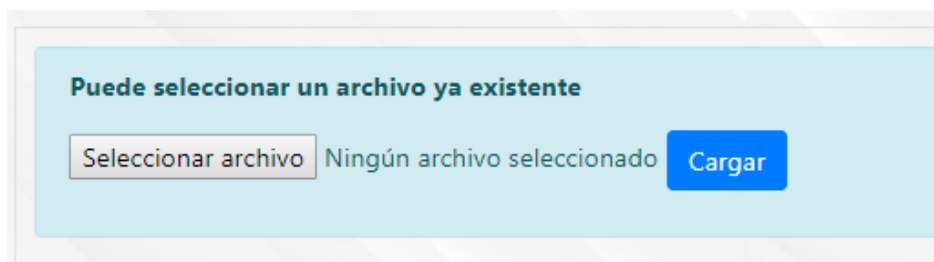 Puede seleccionar un archivo ya existente
Seleccionar archivo Ningún archivo seleccionado Cargar